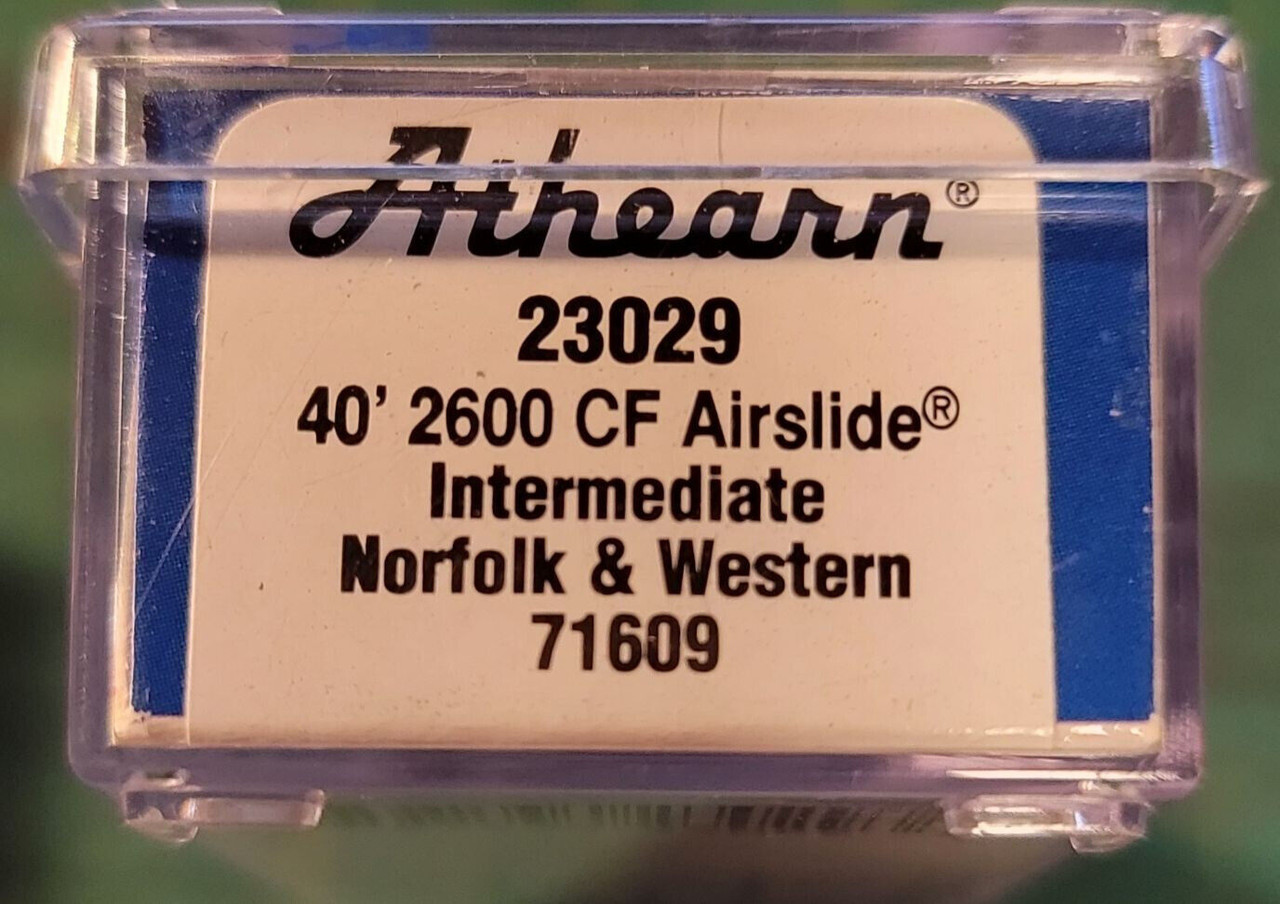 Athearn®
23029
40' 2600 CF Airslide®
Intermediate
Norfolk & Western
71609